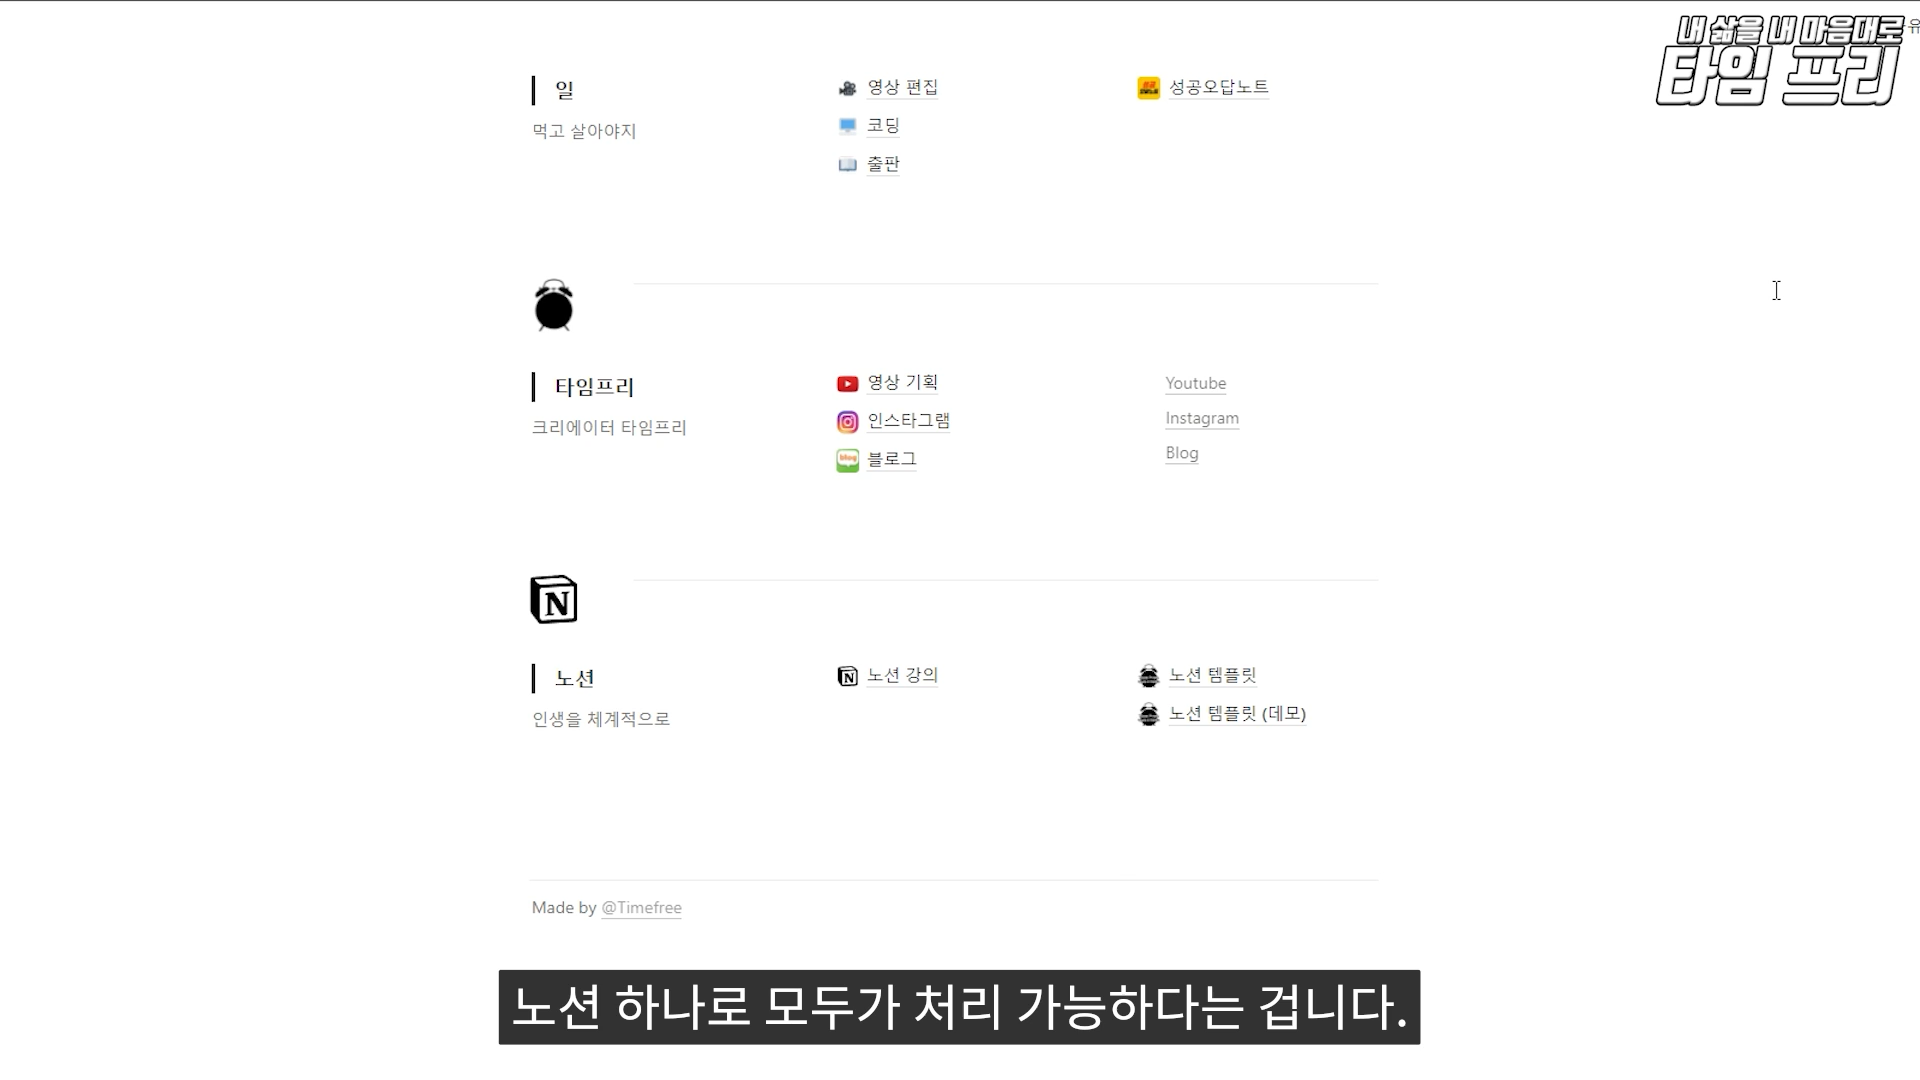 내 삶을 내 마음대로
타임 프리
유
일
먹고 살아야지
영상 편집
코딩
출판
성공오답노트
타임프리
크리에이터 타임프리
영상 기획
인스타그램
blog 블로그
Youtube
Instagram
Blog
N
노션
인생을 체계적으로
N 노션 강의
노션 템플릿
노션 템플릿 (데모)
Made by @Timefree
노션 하나로 모두가 처리 가능하다는 겁니다.